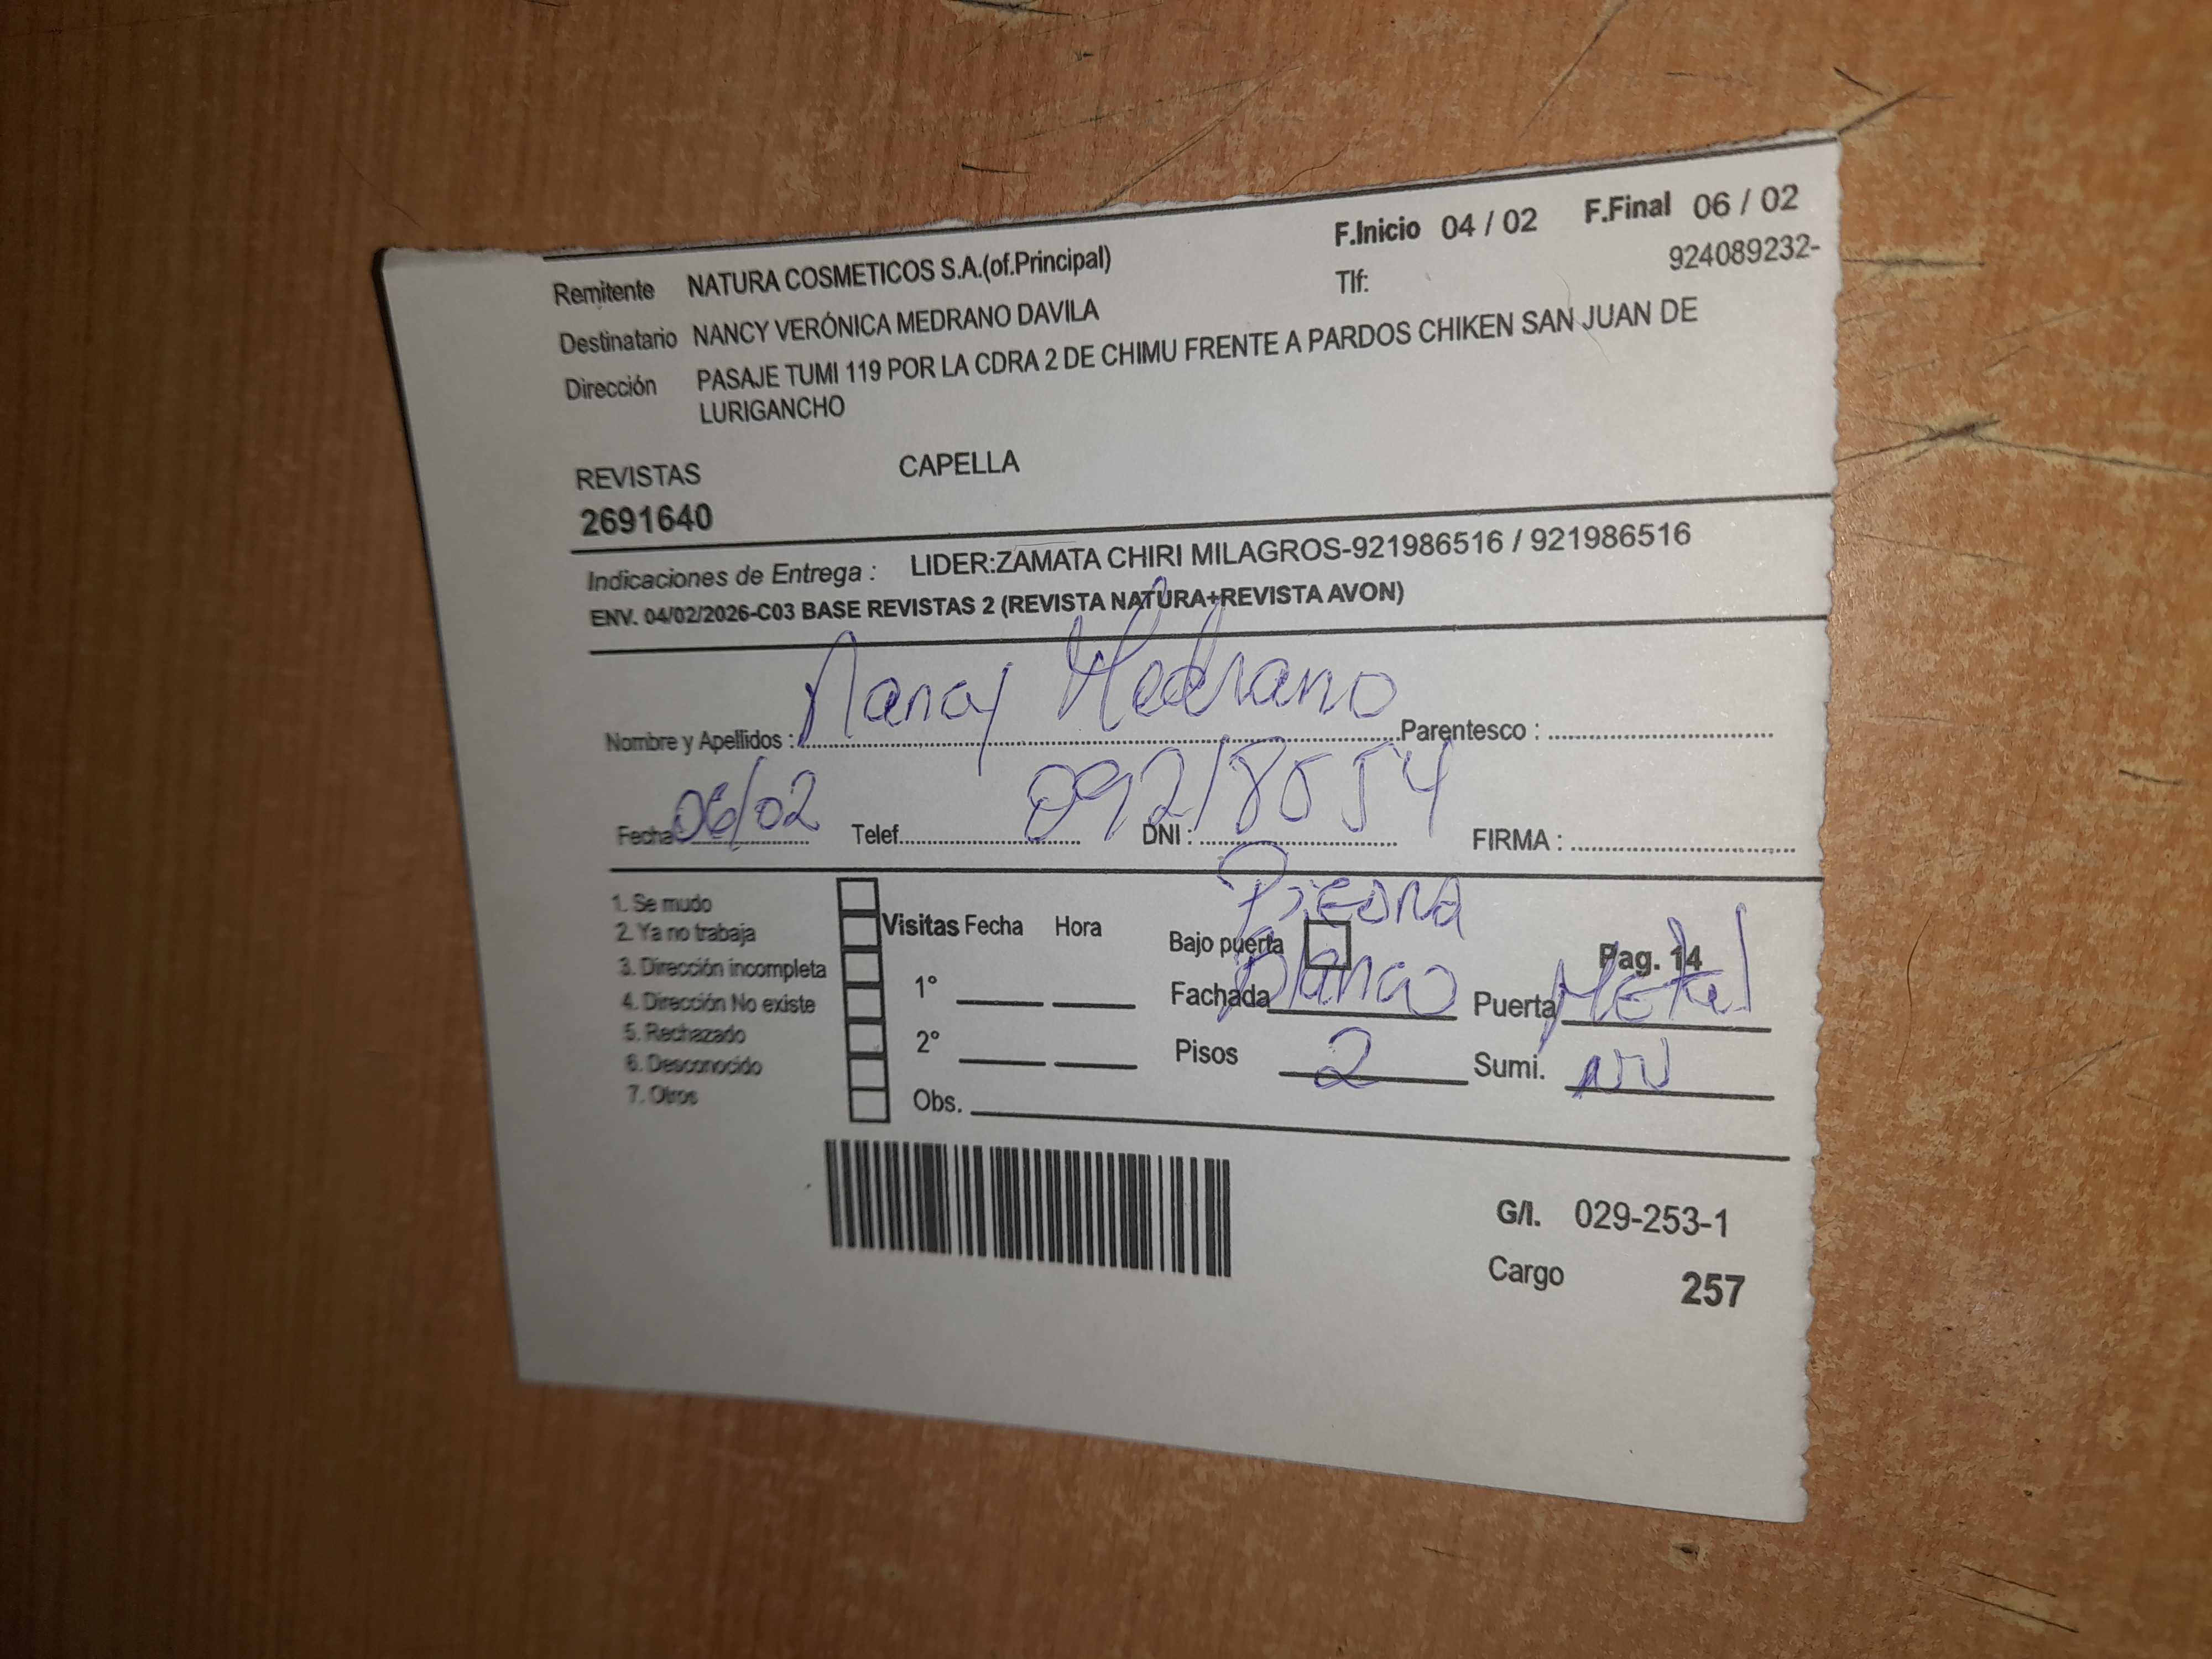 F.Inicio 04 / 02 F.Final 06 / 02
Remitente NATURA COSMETICOS S.A.(of.Principal) Tlf: 924089232-
Destinatario NANCY VERÓNICA MEDRANO DAVILA
Dirección PASAJE TUMI 119 POR LA CDRA 2 DE CHIMU FRENTE A PARDOS CHIKEN SAN JUAN DE
LURIGANCHO
REVISTAS CAPELLA
2691640
Indicaciones de Entrega : LIDER:ZAMATA CHIRI MILAGROS-921986516 / 921986516
ENV. 04/02/2026-C03 BASE REVISTAS 2 (REVISTA NATURA+REVISTA AVON)
Nombre y Apellidos : Nancy Medrano Parentesco :
Fecha 06/02 Telef. DNI : 09218554 FIRMA :
1. Se mudo
2. Ya no trabaja
3. Dirección incompleta
4. Dirección No existe
5. Rechazado
6. Desconocido
7. Otros
Visitas Fecha Hora
1°
2°
Obs.
Piedra
Bajo puerta Pag. 14
Fachada Blanco Puerta Metal
Pisos 2 Sumi.
G/I. 029-253-1
Cargo 257